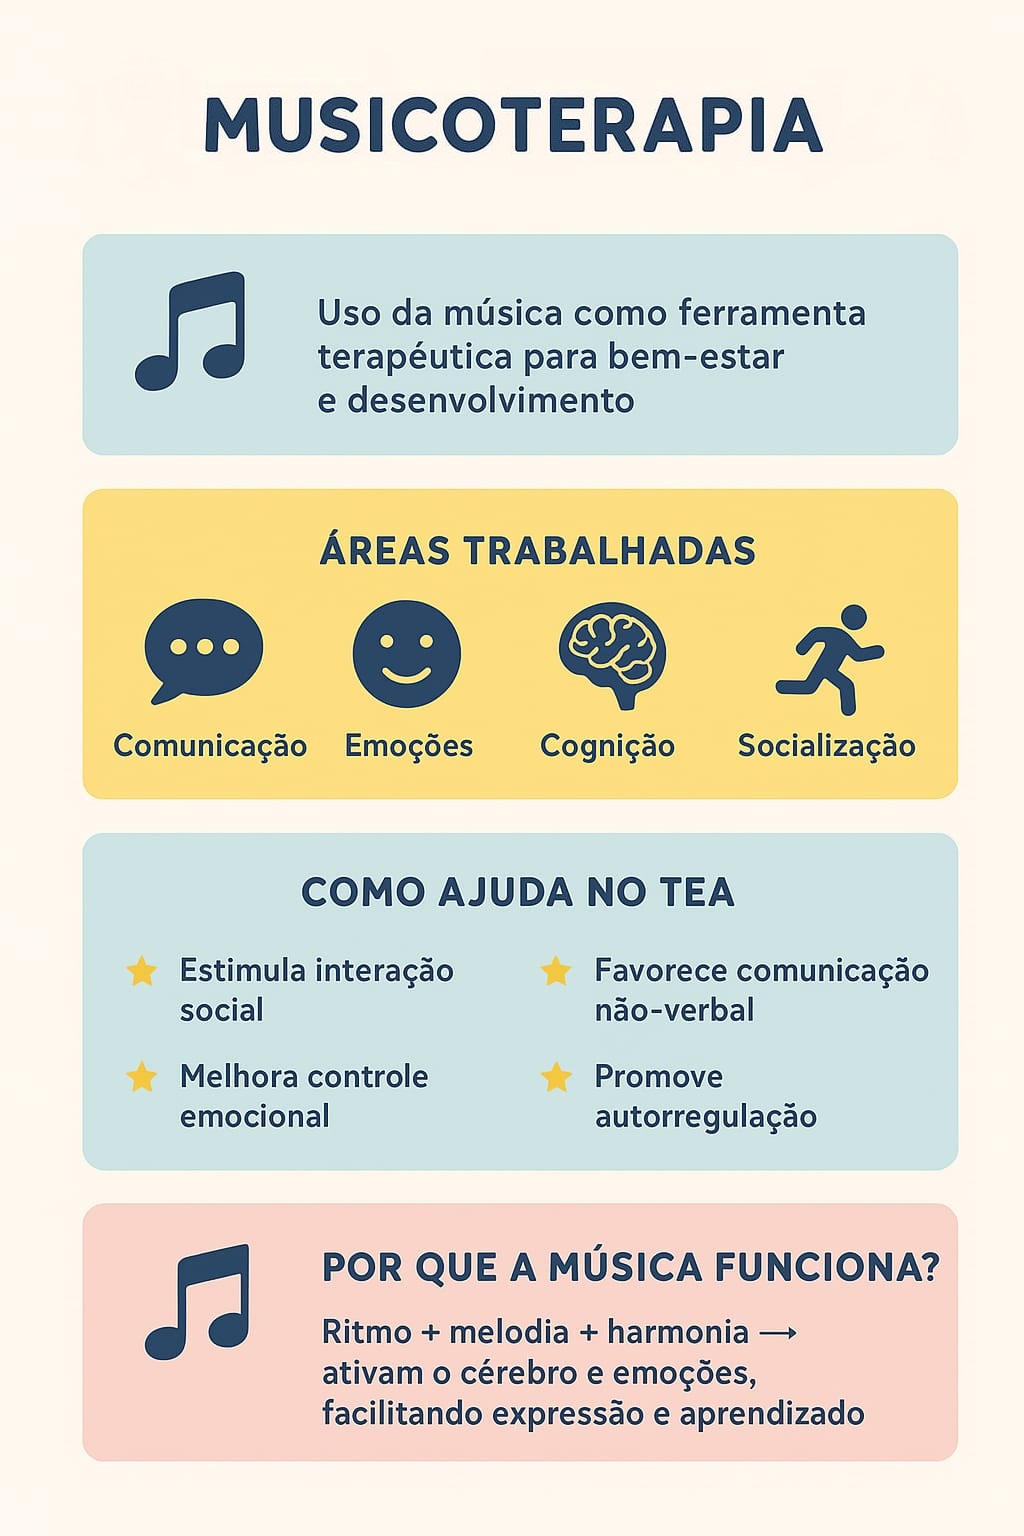 MUSICOTERAPIA
Uso da música como ferramenta
terapéutica para bem-estar
e desenvolvimento
ÁREAS TRABALHADAS
Comunicação
Emoções
Cognição
Socialização
COMO AJUDA NO TEA
Estimula interação
social
Favorece comunicação
não-verbal
Melhora controle
emocional
Promove
autorregulação
POR QUE A MÚSICA FUNCIONA?
Ritmo + melodia + harmonia →
ativam o cérebro e emoções,
facilitando expressão e aprendizado